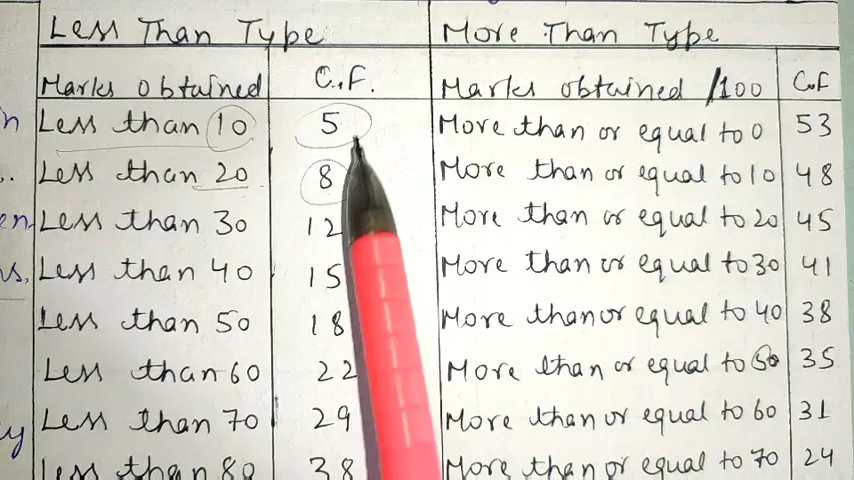 Less Than Type More Than Type
Marks obtained C.F. Marks obtained /100 C.F
Less than 10 5 More than or equal to 0 53
Less than 20 8 More than or equal to 10 48
Less than 30 12 More than or equal to 20 45
Less than 40 15 More than or equal to 30 41
Less than 50 18 More than or equal to 40 38
Less than 60 22 More than or equal to 50 35
Less than 70 29 More than or equal to 60 31
Less than 80 38 More than or equal to 70 24